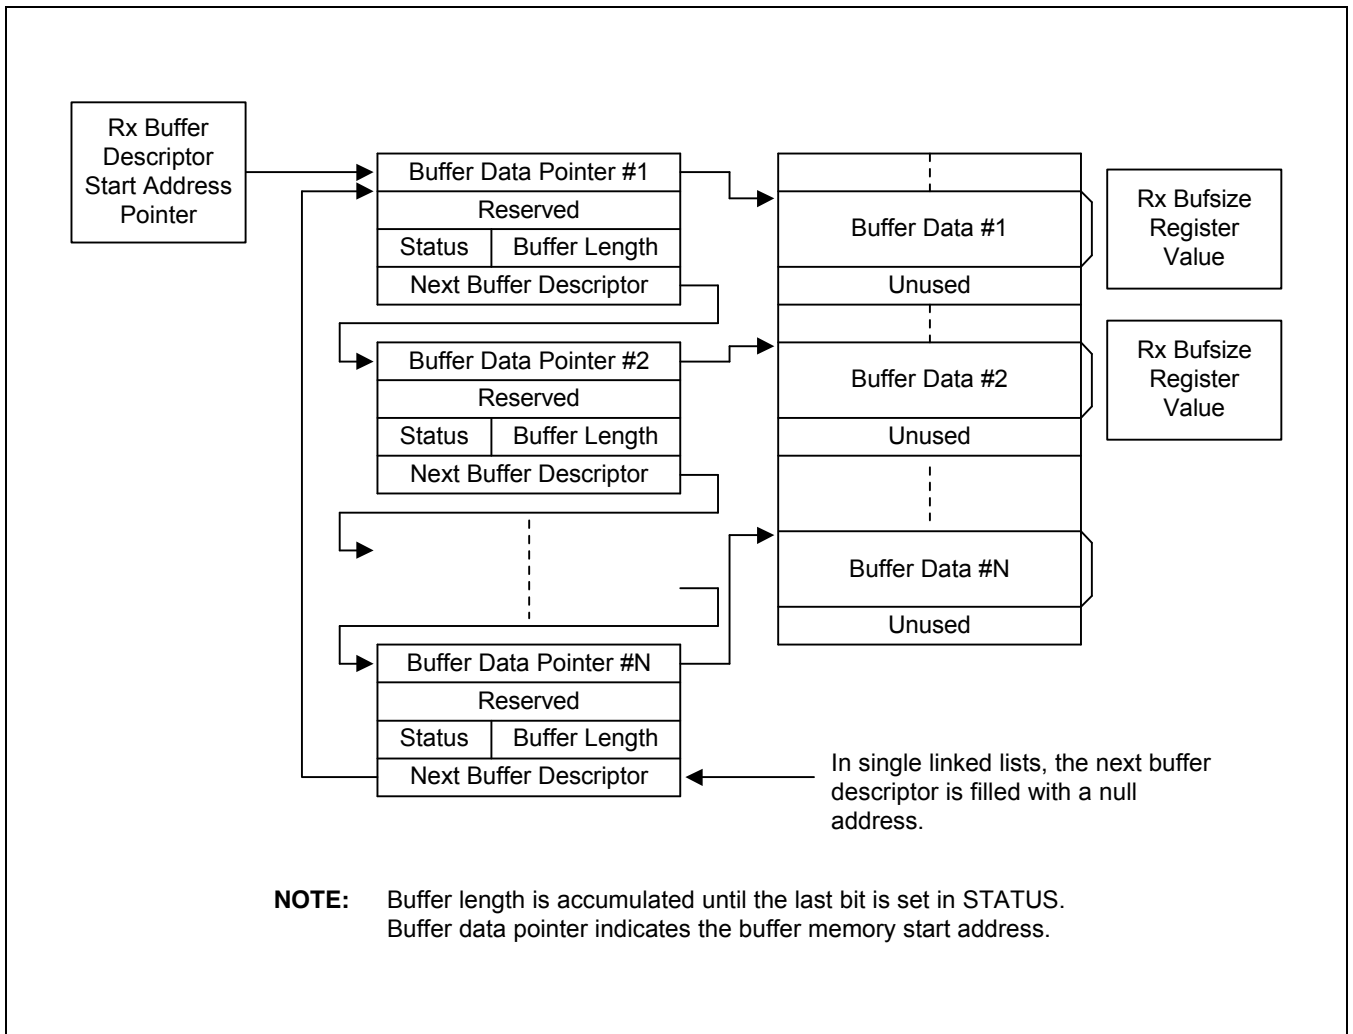 Rx Buffer
Descriptor
Start Address
Pointer
Buffer Data Pointer #1
Reserved
Status
Buffer Length
Next Buffer Descriptor
Buffer Data Pointer #2
Reserved
Status
Buffer Length
Next Buffer Descriptor
Buffer Data Pointer #N
Reserved
Status
Buffer Length
Next Buffer Descriptor
Buffer Data #1
Unused
Buffer Data #2
Unused
Buffer Data #N
Unused
Rx Bufsize
Register
Value
Rx Bufsize
Register
Value
In single linked lists, the next buffer
descriptor is filled with a null
address.
NOTE: Buffer length is accumulated until the last bit is set in STATUS.
Buffer data pointer indicates the buffer memory start address.